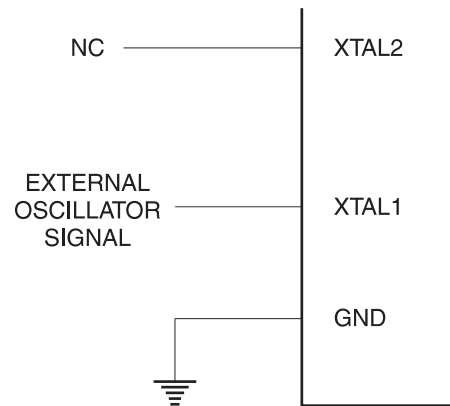 NC
XTAL2
EXTERNAL
OSCILLATOR
SIGNAL
XTAL1
GND